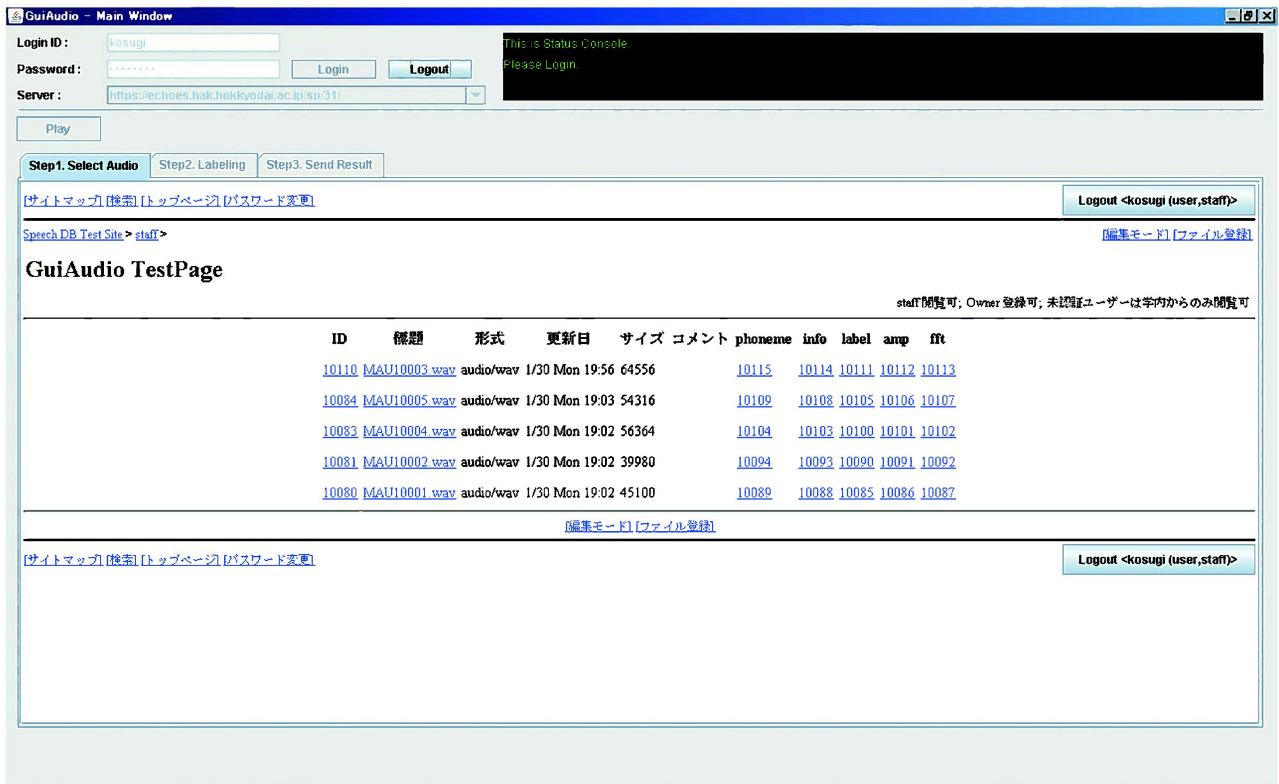 GuiAudio - Main Window
Login ID : kosugi
This is Status Console.
Please Login.
Password : ········ Login Logout
Server : https://echoes.hak.hokkyodai.ac.jp/sp/31/
Play
Step1. Select Audio Step2. Labeling Step3. Send Result
[サイトマップ] [検索] [トップページ] [パスワード変更] Logout <kosugi (user,staff)>
Speech DB Test Site > staff > [編集モード] [ファイル登録]
GuiAudio TestPage
staff 閲覧可; Owner 登録可; 未認証ユーザーは学内からのみ閲覧可
ID 標題 形式 更新日 サイズ コメント phoneme info label amp fft
10110 MAU10003.wav audio/wav 1/30 Mon 19:56 64556 10115 10114 10111 10112 10113
10084 MAU10005.wav audio/wav 1/30 Mon 19:03 54316 10109 10108 10105 10106 10107
10083 MAU10004.wav audio/wav 1/30 Mon 19:02 56364 10104 10103 10100 10101 10102
10081 MAU10002.wav audio/wav 1/30 Mon 19:02 39980 10094 10093 10090 10091 10092
10080 MAU10001.wav audio/wav 1/30 Mon 19:02 45100 10089 10088 10085 10086 10087
[編集モード] [ファイル登録]
[サイトマップ] [検索] [トップページ] [パスワード変更] Logout <kosugi (user,staff)>